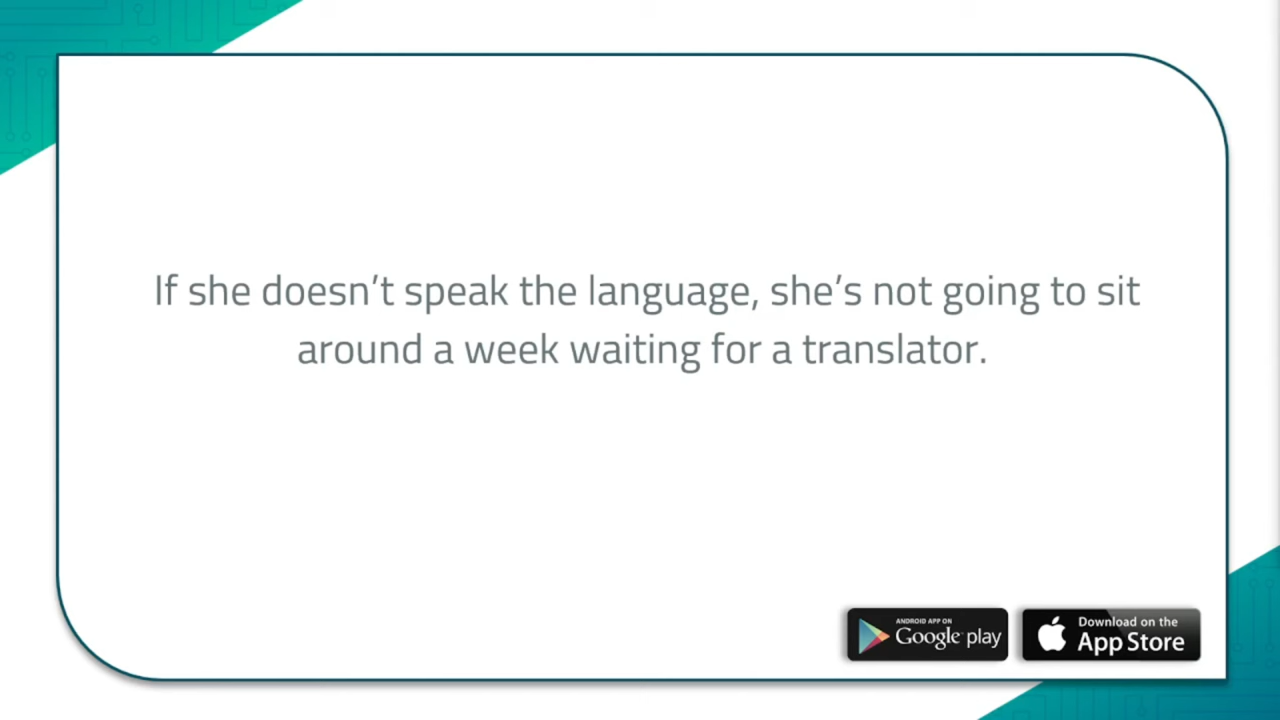 If she doesn’t speak the language, she’s not going to sit
around a week waiting for a translator.
ANDROID APP ON
Google play
Download on the
App Store